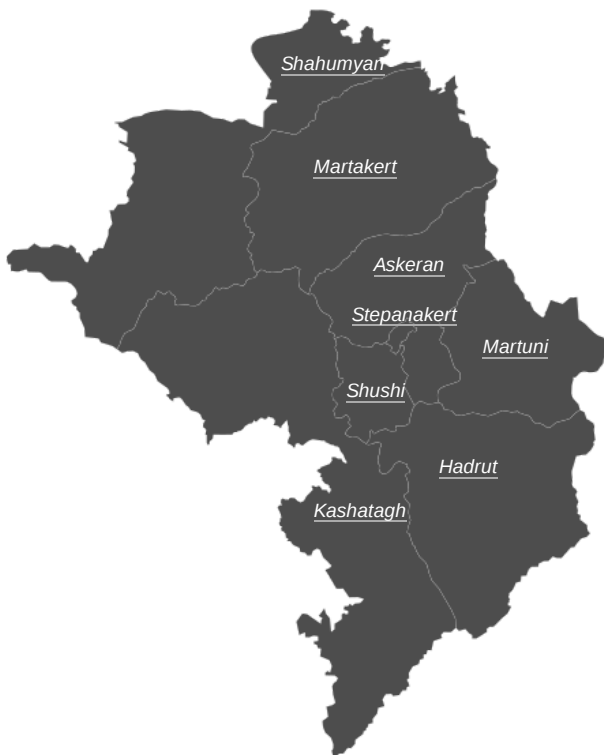 Shahumyan
Martakert
Askeran
Stepanakert
Martuni
Shushi
Hadrut
Kashatagh